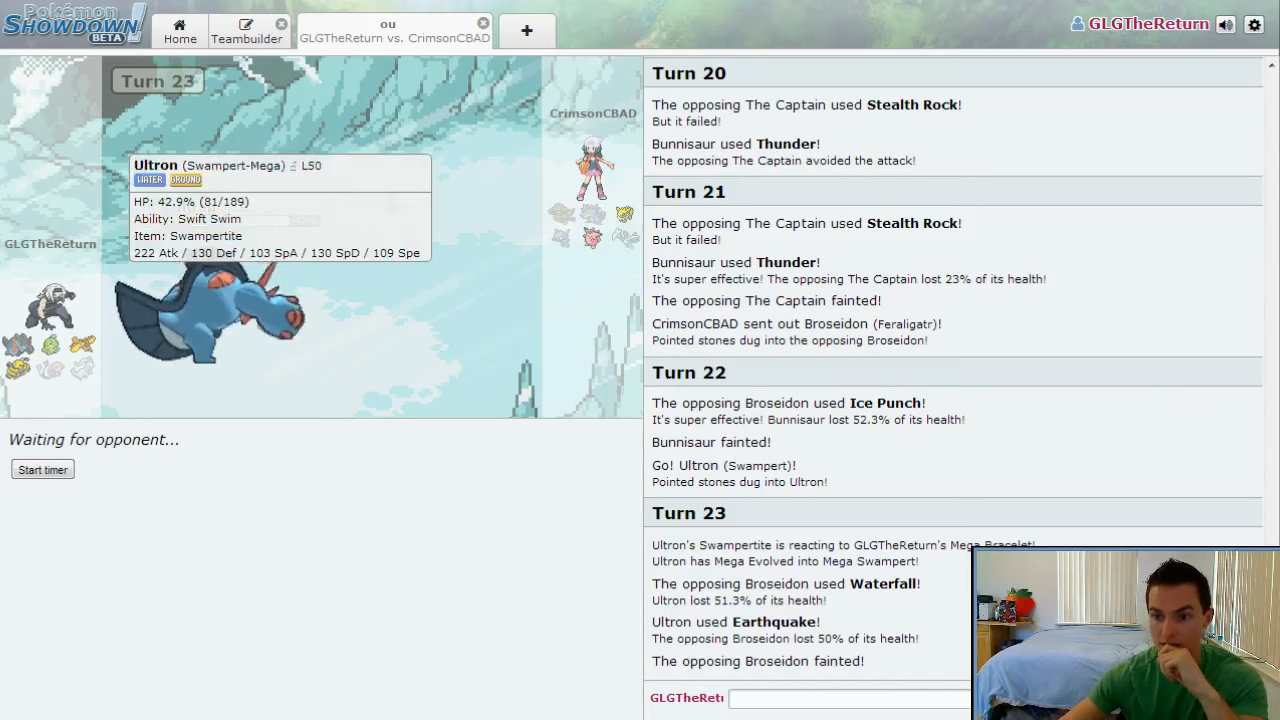 Pokémon
SHOWDOWN!
BETA
Home
Teambuilder
ou
GLGTheReturn vs. CrimsonCBAD
+
GLGTheReturn
Turn 23
CrimsonCBAD
Ultron (Swampert-Mega) L50
WATER GROUND
HP: 42.9% (81/189)
Ability: Swift Swim
Item: Swampertite
222 Atk / 130 Def / 103 SpA / 130 SpD / 109 Spe
GLGTheReturn
Waiting for opponent...
Start timer
Turn 20
The opposing The Captain used Stealth Rock!
But it failed!
Bunnisaur used Thunder!
The opposing The Captain avoided the attack!
Turn 21
The opposing The Captain used Stealth Rock!
But it failed!
Bunnisaur used Thunder!
It's super effective! The opposing The Captain lost 23% of its health!
The opposing The Captain fainted!
CrimsonCBAD sent out Broseidon (Feraligatr)!
Pointed stones dug into the opposing Broseidon!
Turn 22
The opposing Broseidon used Ice Punch!
It's super effective! Bunnisaur lost 52.3% of its health!
Bunnisaur fainted!
Go! Ultron (Swampert)!
Pointed stones dug into Ultron!
Turn 23
Ultron's Swampertite is reacting to GLGTheReturn's Mega Bracelet!
Ultron has Mega Evolved into Mega Swampert!
The opposing Broseidon used Waterfall!
Ultron lost 51.3% of its health!
Ultron used Earthquake!
The opposing Broseidon lost 50% of its health!
The opposing Broseidon fainted!
GLGTheRetu